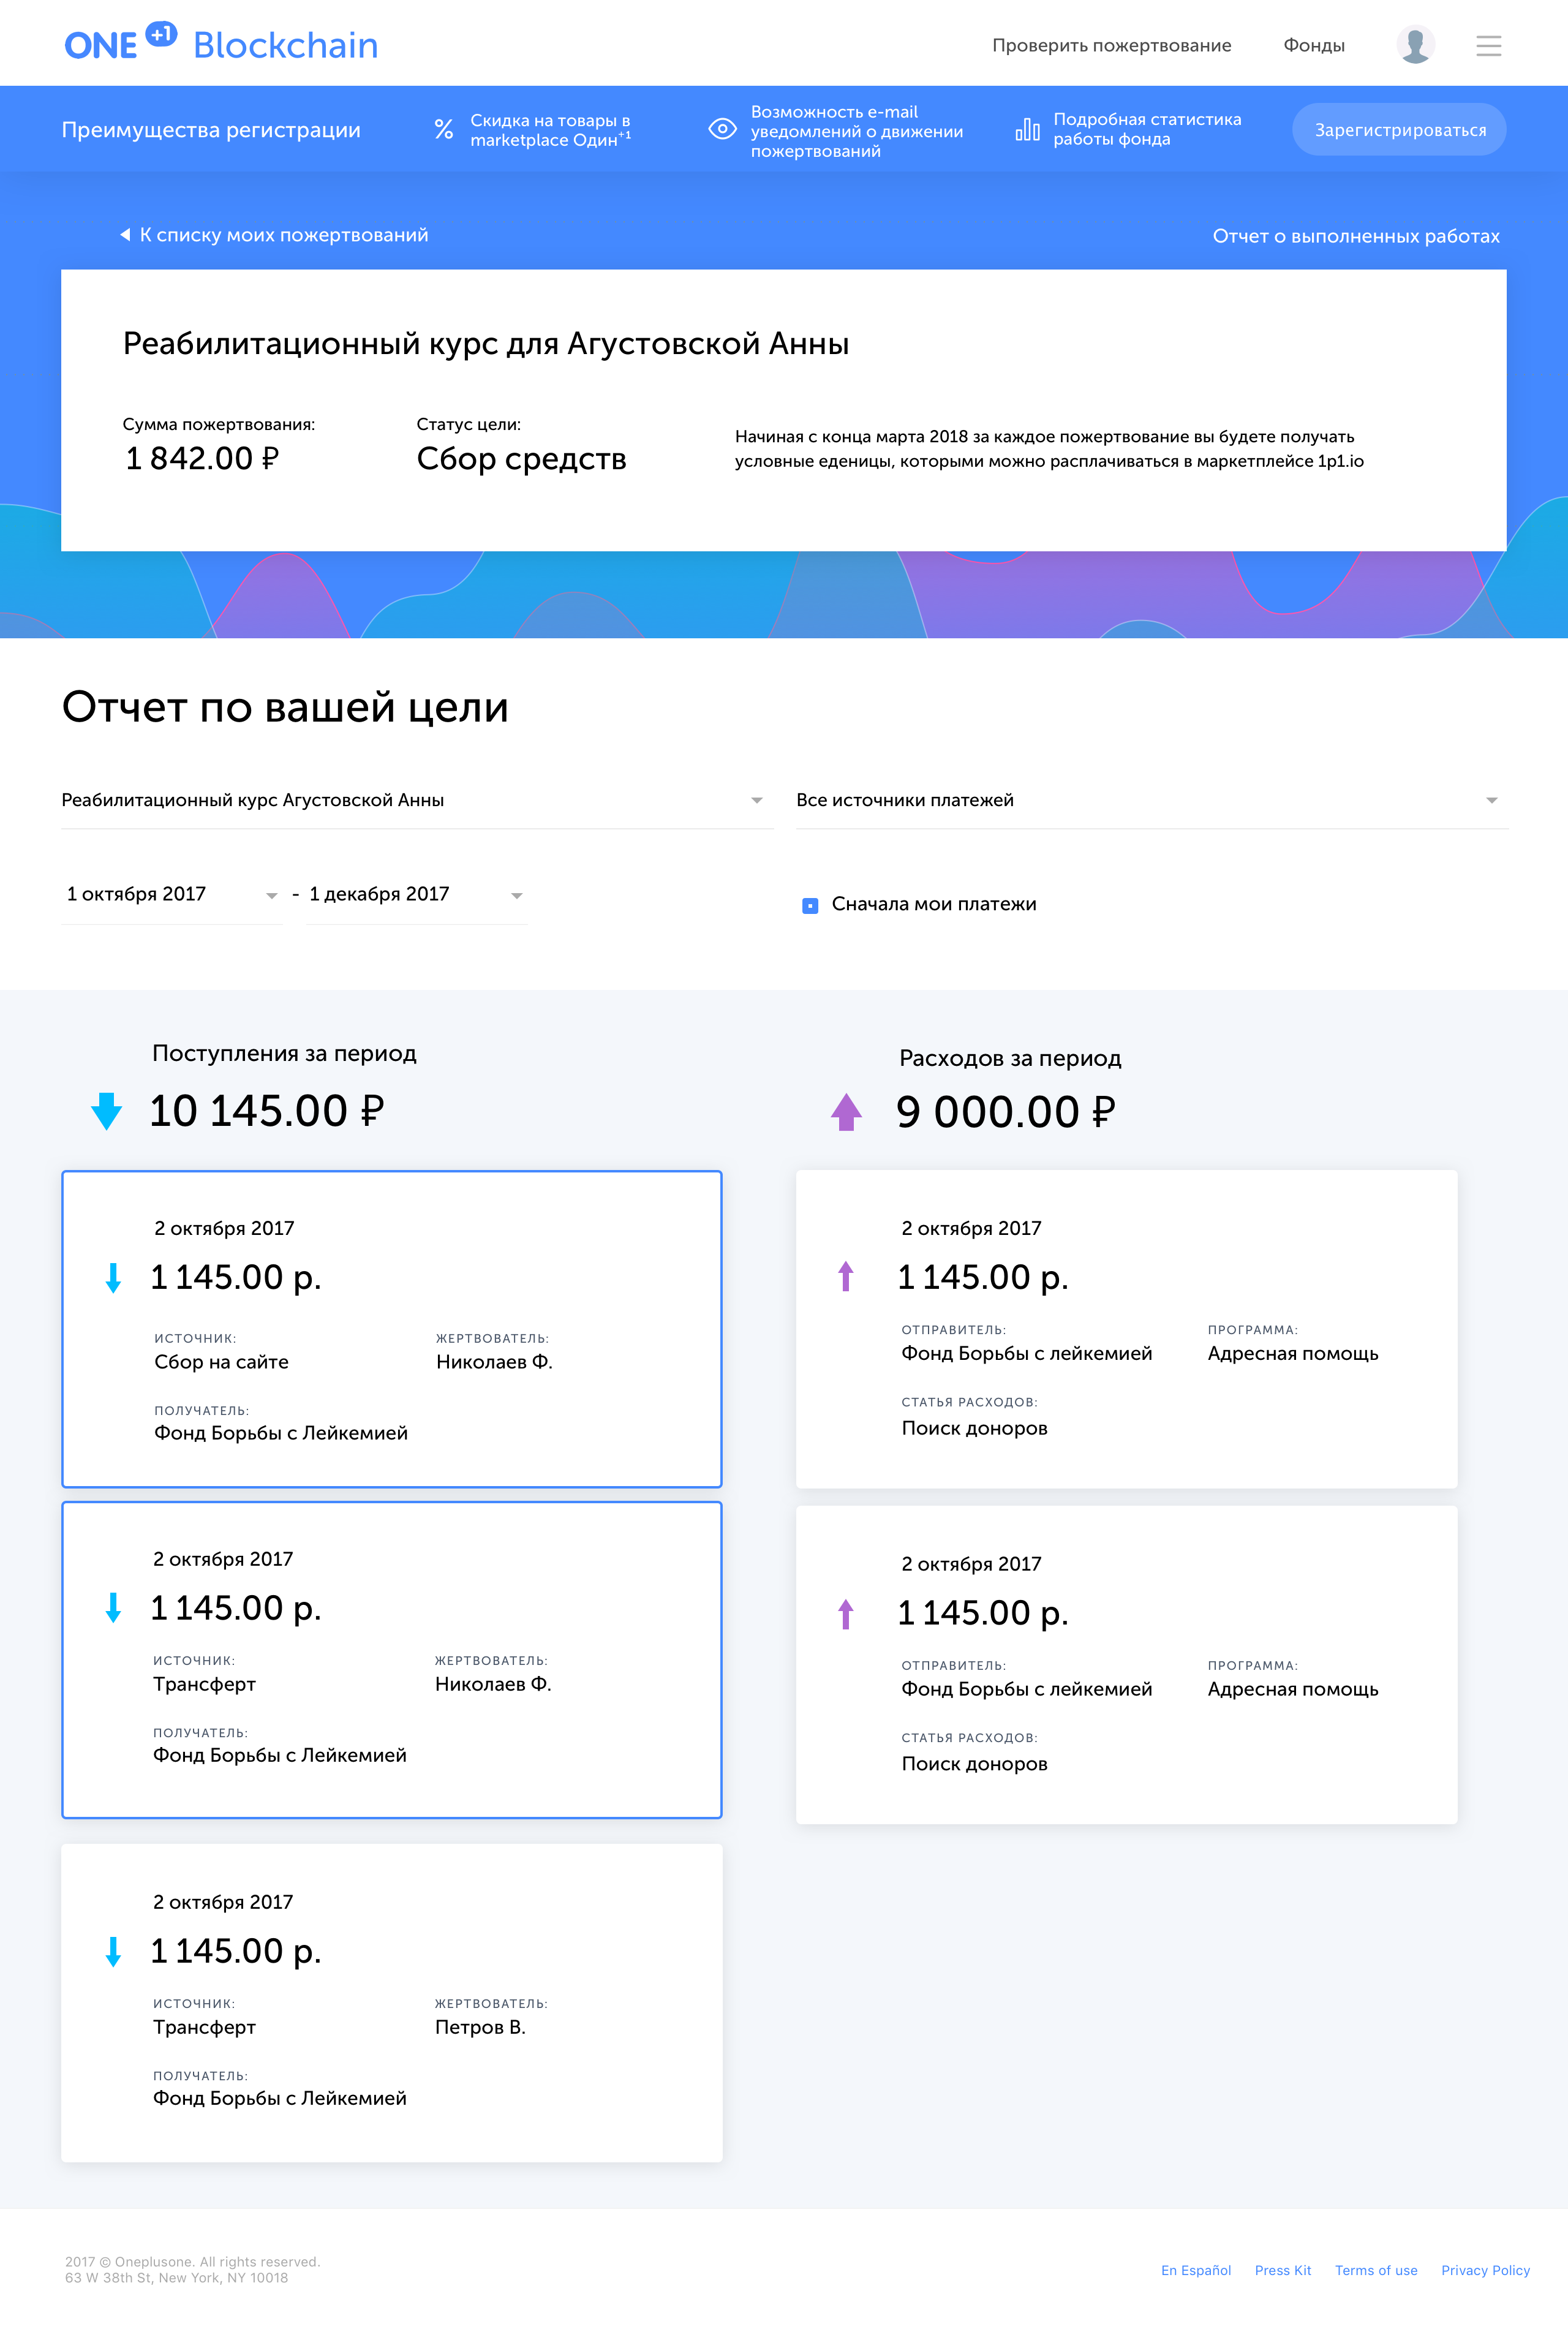 ONE +1 Blockchain
Проверить пожертвование
Фонды
Преимущества регистрации
Скидка на товары в
marketplace Один+1
Возможность e-mail
уведомлений о движении
пожертвований
Подробная статистика
работы фонда
Зарегистрироваться
К списку моих пожертвований
Отчет о выполненных работах
Реабилитационный курс для Агустовской Анны
Сумма пожертвования:
1 842.00 ₽
Статус цели:
Сбор средств
Начиная с конца марта 2018 за каждое пожертвование вы будете получать
условные еденицы, которыми можно расплачиваться в маркетплейсе 1p1.io
Отчет по вашей цели
Реабилитационный курс Агустовской Анны
Все источники платежей
1 октября 2017 - 1 декабря 2017
Сначала мои платежи
Поступления за период
10 145.00 ₽
Расходов за период
9 000.00 ₽
2 октября 2017
1 145.00 р.
ИСТОЧНИК:
Сбор на сайте
ЖЕРТВОВАТЕЛЬ:
Николаев Ф.
ПОЛУЧАТЕЛЬ:
Фонд Борьбы с Лейкемией
2 октября 2017
1 145.00 р.
ОТПРАВИТЕЛЬ:
Фонд Борьбы с лейкемией
ПРОГРАММА:
Адресная помощь
СТАТЬЯ РАСХОДОВ:
Поиск доноров
2 октября 2017
1 145.00 р.
ИСТОЧНИК:
Трансферт
ЖЕРТВОВАТЕЛЬ:
Николаев Ф.
ПОЛУЧАТЕЛЬ:
Фонд Борьбы с Лейкемией
2 октября 2017
1 145.00 р.
ОТПРАВИТЕЛЬ:
Фонд Борьбы с лейкемией
ПРОГРАММА:
Адресная помощь
СТАТЬЯ РАСХОДОВ:
Поиск доноров
2 октября 2017
1 145.00 р.
ИСТОЧНИК:
Трансферт
ЖЕРТВОВАТЕЛЬ:
Петров В.
ПОЛУЧАТЕЛЬ:
Фонд Борьбы с Лейкемией
2017 © Oneplusone. All rights reserved.
63 W 38th St, New York, NY 10018
En Español
Press Kit
Terms of use
Privacy Policy